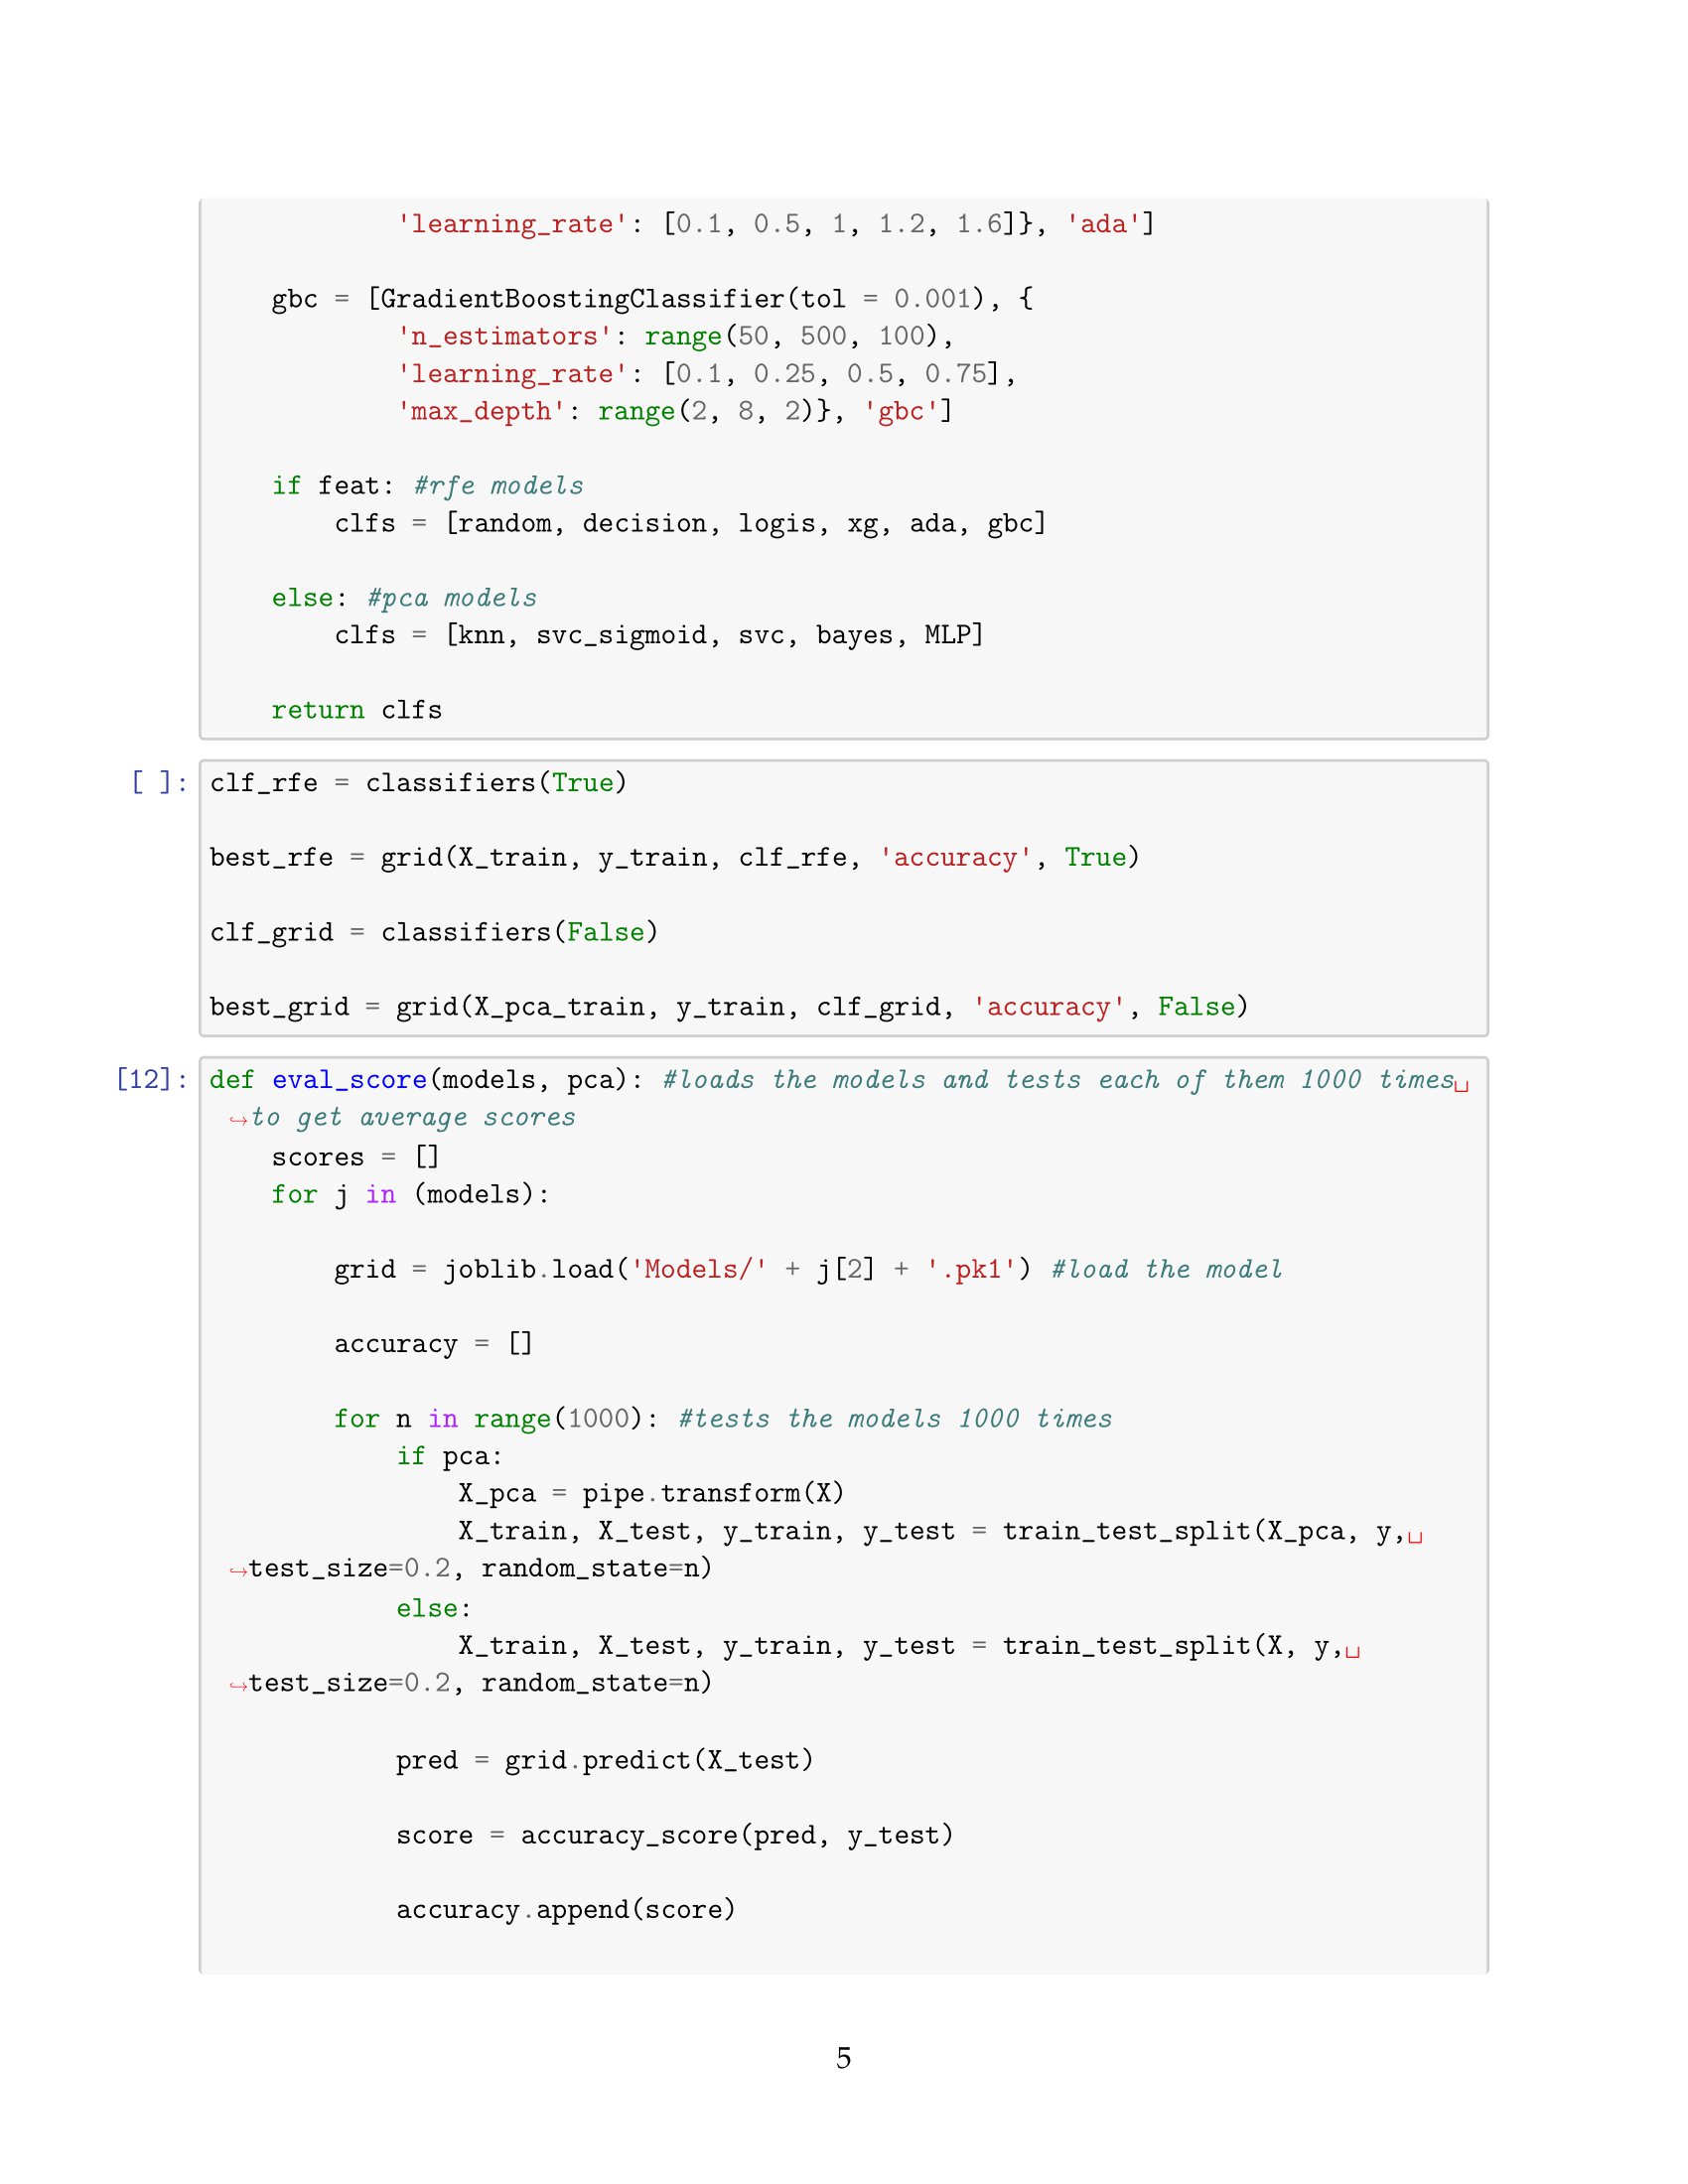 'learning_rate': [0.1, 0.5, 1, 1.2, 1.6]}, 'ada']
gbc = [GradientBoostingClassifier(tol = 0.001), {
'n_estimators': range(50, 500, 100),
'learning_rate': [0.1, 0.25, 0.5, 0.75],
'max_depth': range(2, 8, 2)}, 'gbc']
if feat: #rfe models
clfs = [random, decision, logis, xg, ada, gbc]
else: #pca models
clfs = [knn, svc_sigmoid, svc, bayes, MLP]
return clfs
[ ]: clf_rfe = classifiers(True)
best_rfe = grid(X_train, y_train, clf_rfe, 'accuracy', True)
clf_grid = classifiers(False)
best_grid = grid(X_pca_train, y_train, clf_grid, 'accuracy', False)
[12]: def eval_score(models, pca): #loads the models and tests each of them 1000 times␣
↪to get average scores
scores = []
for j in (models):
grid = joblib.load('Models/' + j[2] + '.pk1') #load the model
accuracy = []
for n in range(1000): #tests the models 1000 times
if pca:
X_pca = pipe.transform(X)
X_train, X_test, y_train, y_test = train_test_split(X_pca, y,␣
↪test_size=0.2, random_state=n)
else:
X_train, X_test, y_train, y_test = train_test_split(X, y,␣
↪test_size=0.2, random_state=n)
pred = grid.predict(X_test)
score = accuracy_score(pred, y_test)
accuracy.append(score)
5